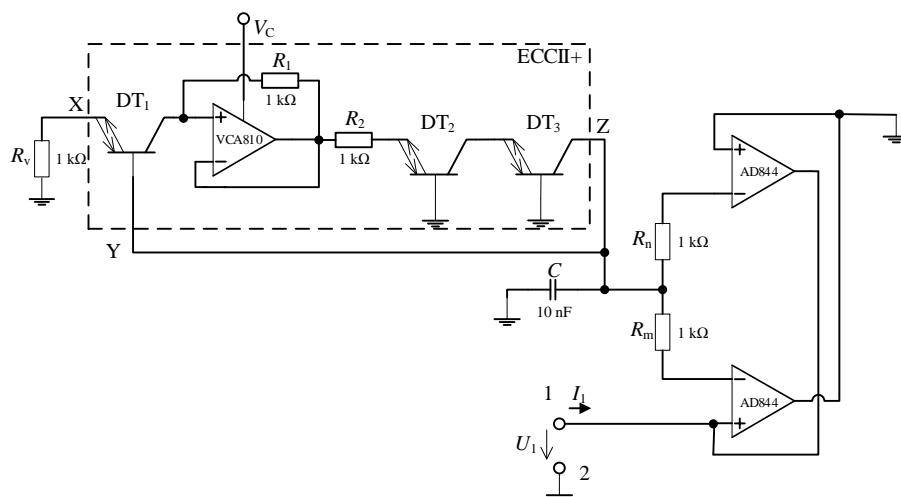 V_C
ECCII+
R_1
1 kΩ
X
DT_1
VCA810
R_2
1 kΩ
DT_2
DT_3
Z
R_v
1 kΩ
Y
AD844
R_n
1 kΩ
C
10 nF
R_m
1 kΩ
AD844
1
I_1
U_1
2
+
−
+
−
−
+